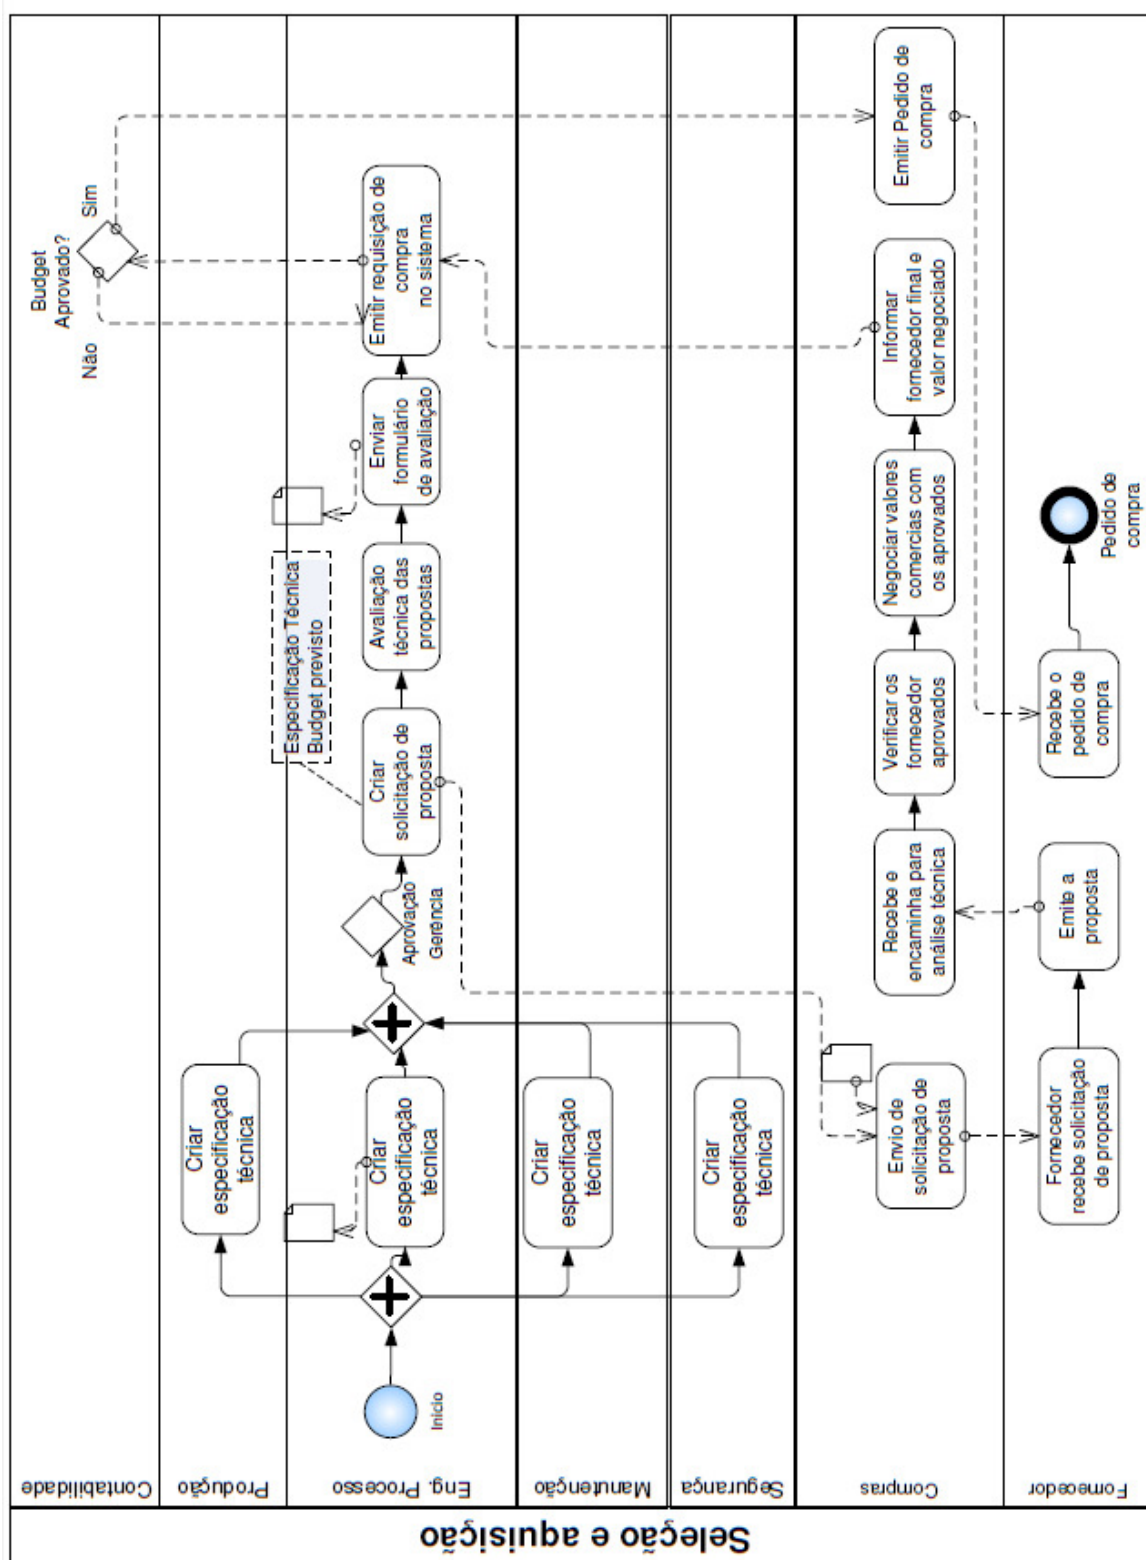 Seleção e aquisição
Contabilidade
Budget
Aprovado?
Não
Sim
Produção
Criar
especificação
técnica
Eng. Processo
Início
Criar
especificação
técnica
Aprovação
Gerência
Especificação Técnica
Budget previsto
Criar
solicitação de
proposta
Avaliação
técnica das
propostas
Enviar
formulário
de avaliação
Emitir requisição de
compra
no sistema
Manutenção
Criar
especificação
técnica
Segurança
Criar
especificação
técnica
Compras
Envio de
solicitação de
proposta
Recebe e
encaminha para
análise técnica
Verificar os
fornecedor
aprovados
Negociar valores
comercias com
os aprovados
Informar
fornecedor final e
valor negociado
Emitir Pedido de
compra
Fornecedor
Fornecedor
recebe solicitação
de proposta
Emite a
proposta
Recebe o
pedido de
compra
Pedido de
compra